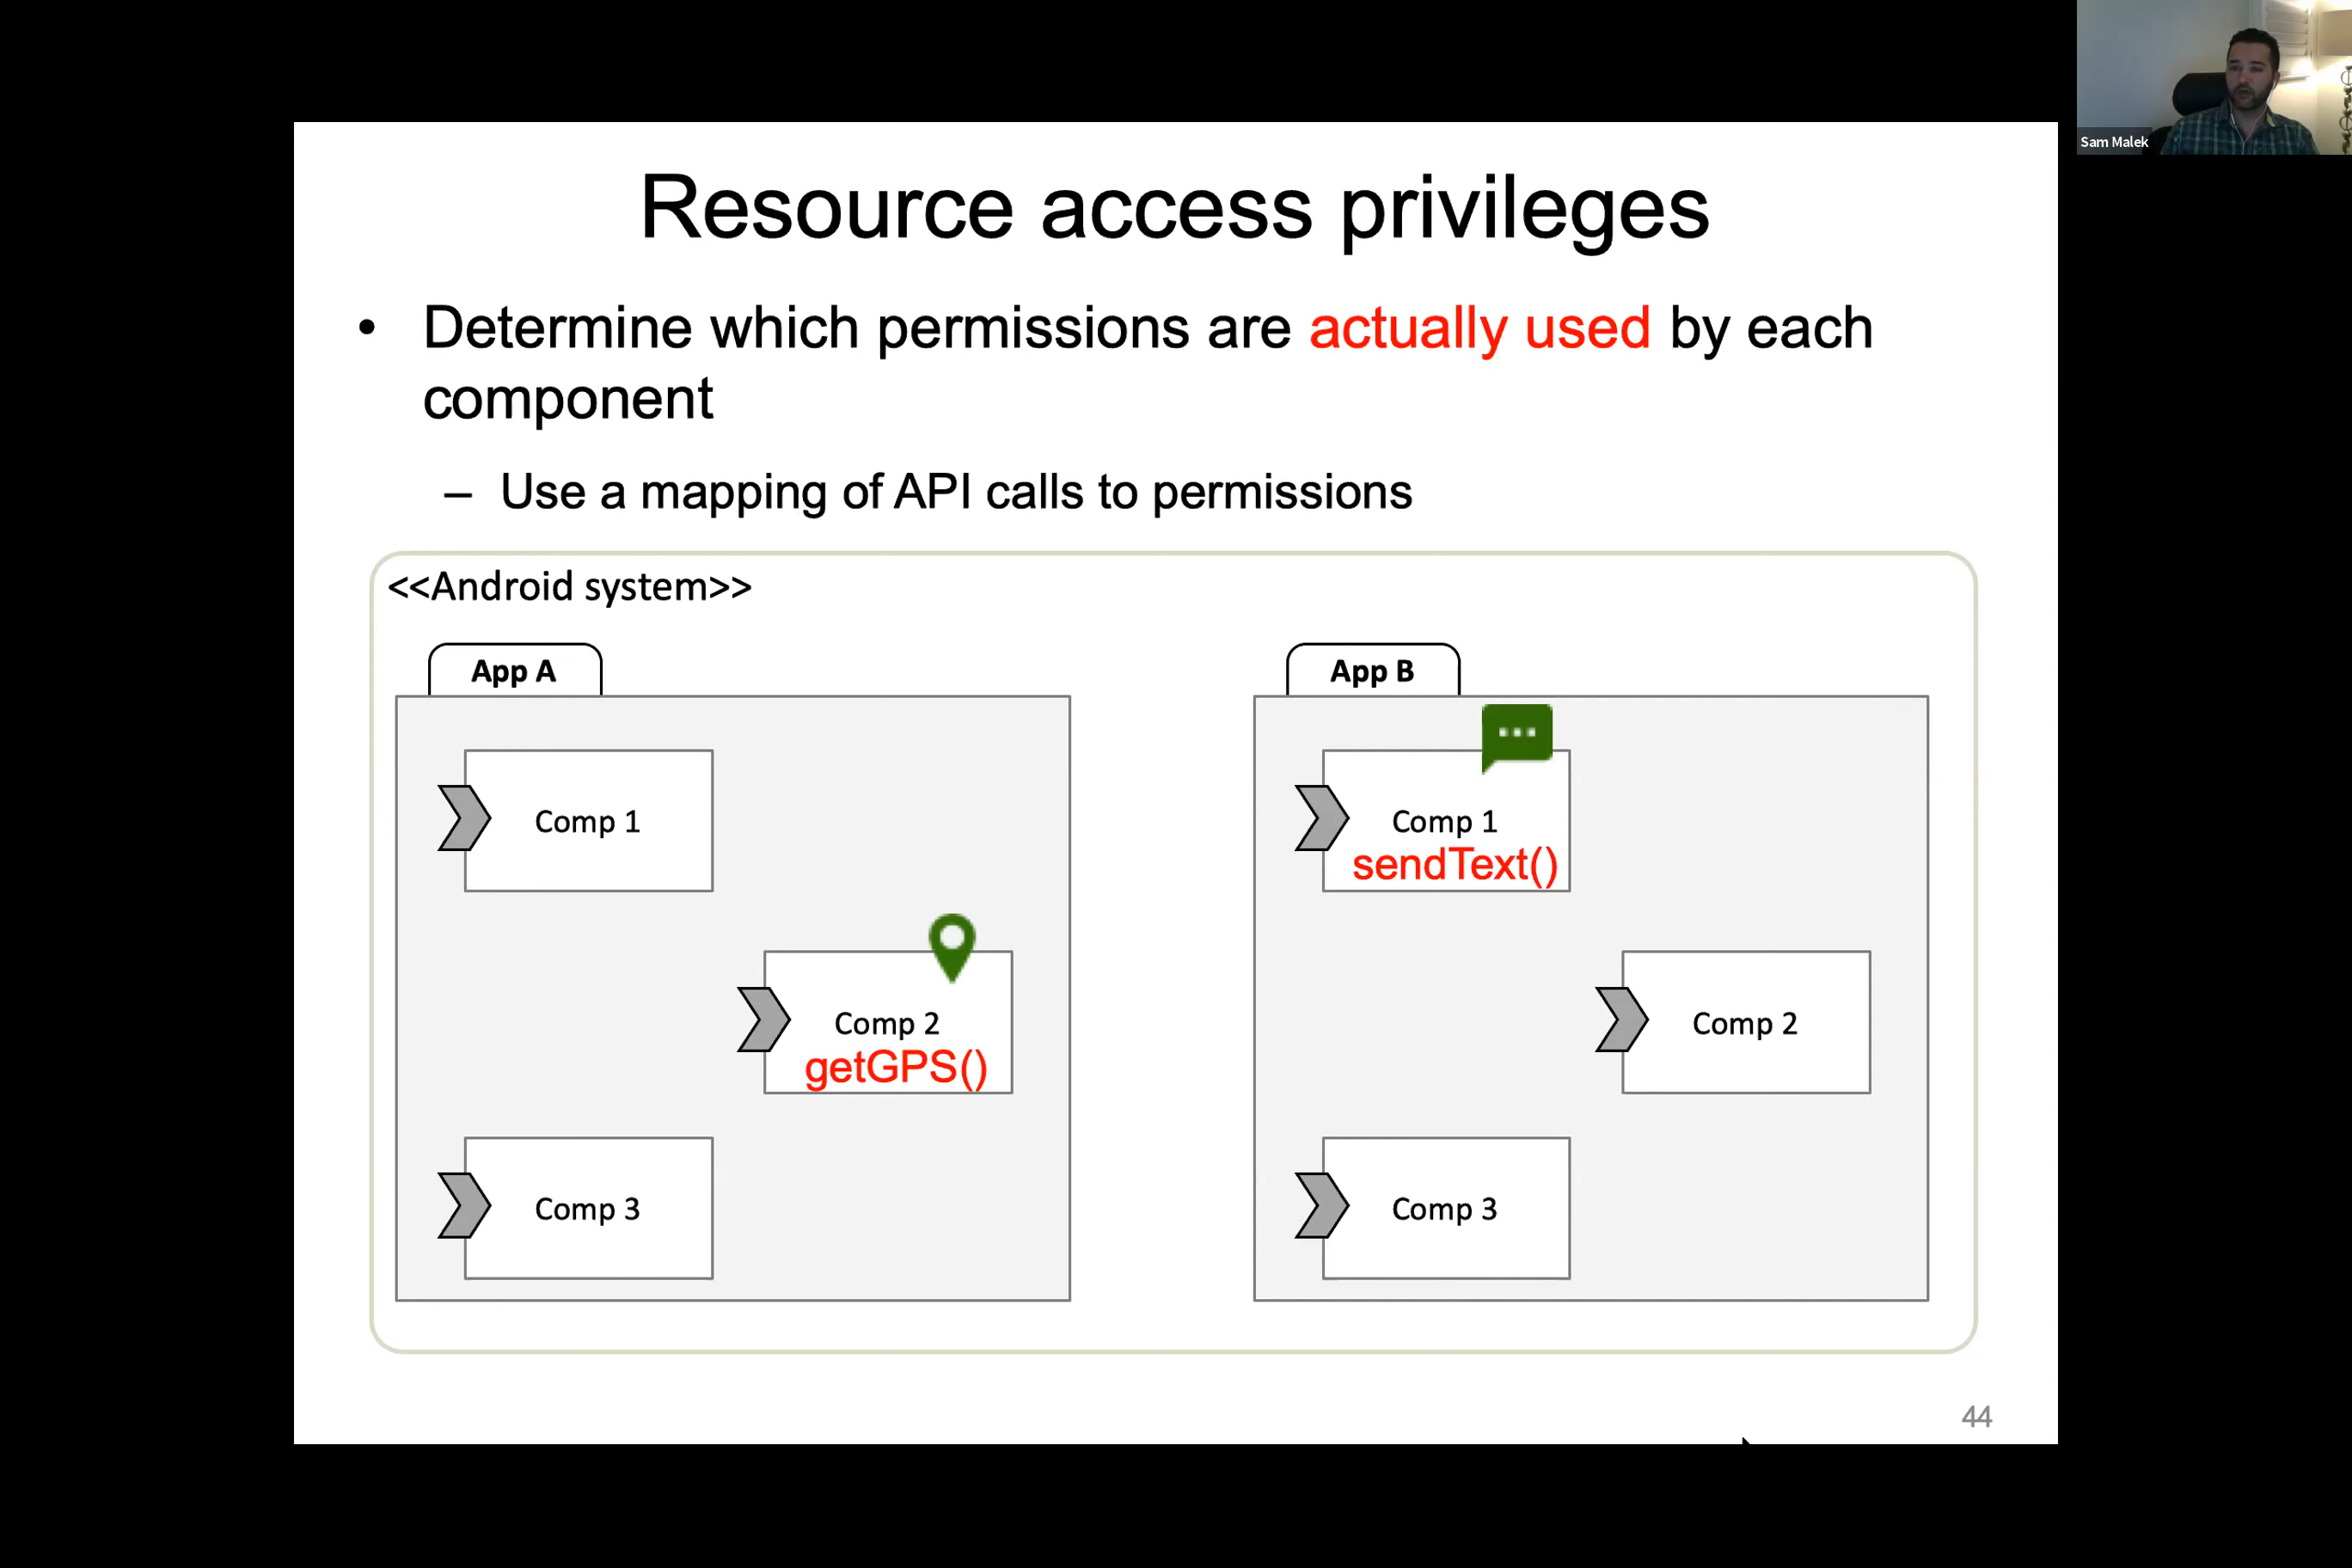 Sam Malek
Resource access privileges
• Determine which permissions are actually used by each
component
– Use a mapping of API calls to permissions
<<Android system>>
App A
App B
Comp 1
Comp 1
sendText()
Comp 2
getGPS()
Comp 2
Comp 3
Comp 3
44